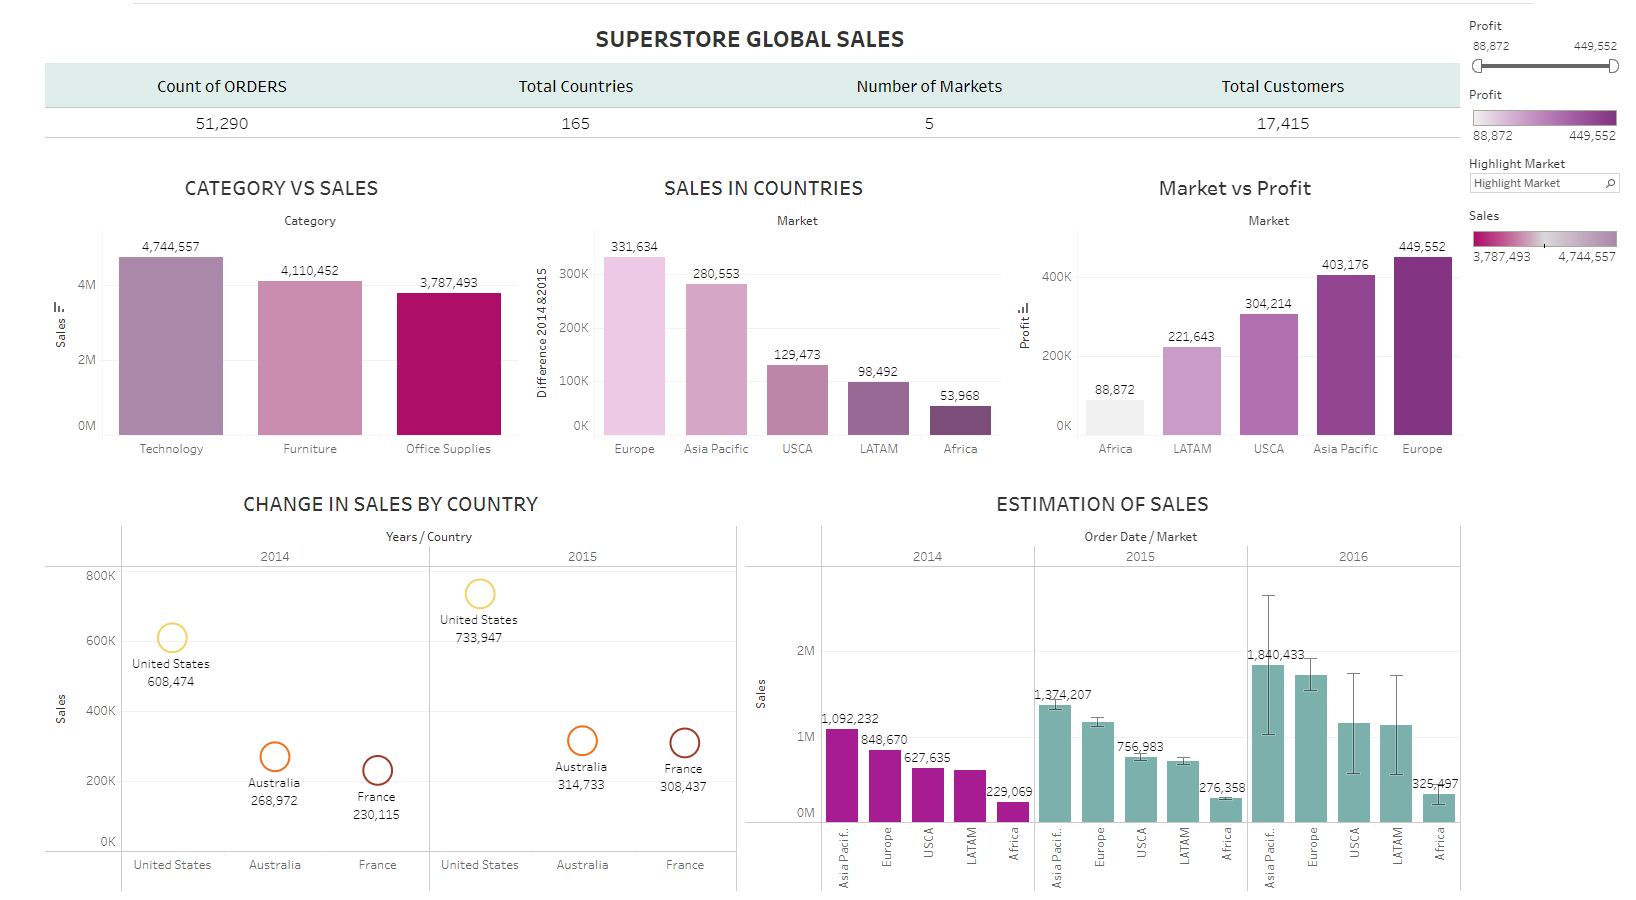 SUPERSTORE GLOBAL SALES
Count of ORDERS Total Countries Number of Markets Total Customers
51,290 165 5 17,415
Profit
88,872 449,552
Profit
88,872 449,552
Highlight Market
Highlight Market
Sales
3,787,493 4,744,557
CATEGORY VS SALES
Category
Sales
4M
2M
0M
4,744,557
4,110,452
3,787,493
Technology Furniture Office Supplies
SALES IN COUNTRIES
Market
Difference 2014 &2015
300K
200K
100K
0K
331,634
280,553
129,473
98,492
53,968
Europe Asia Pacific USCA LATAM Africa
Market vs Profit
Market
Profit
400K
200K
0K
88,872
221,643
304,214
403,176
449,552
Africa LATAM USCA Asia Pacific Europe
CHANGE IN SALES BY COUNTRY
Years / Country
2014 2015
Sales
800K
600K
400K
200K
0K
United States
608,474
Australia
268,972
France
230,115
United States
733,947
Australia
314,733
France
308,437
United States Australia France United States Australia France
ESTIMATION OF SALES
Order Date / Market
2014 2015 2016
Sales
2M
1M
0M
1,092,232
848,670
627,635
229,069
1,374,207
756,983
276,358
1,840,433
325,497
Asia Pacif.. Europe USCA LATAM Africa Asia Pacif.. Europe USCA LATAM Africa Asia Pacif.. Europe USCA LATAM Africa